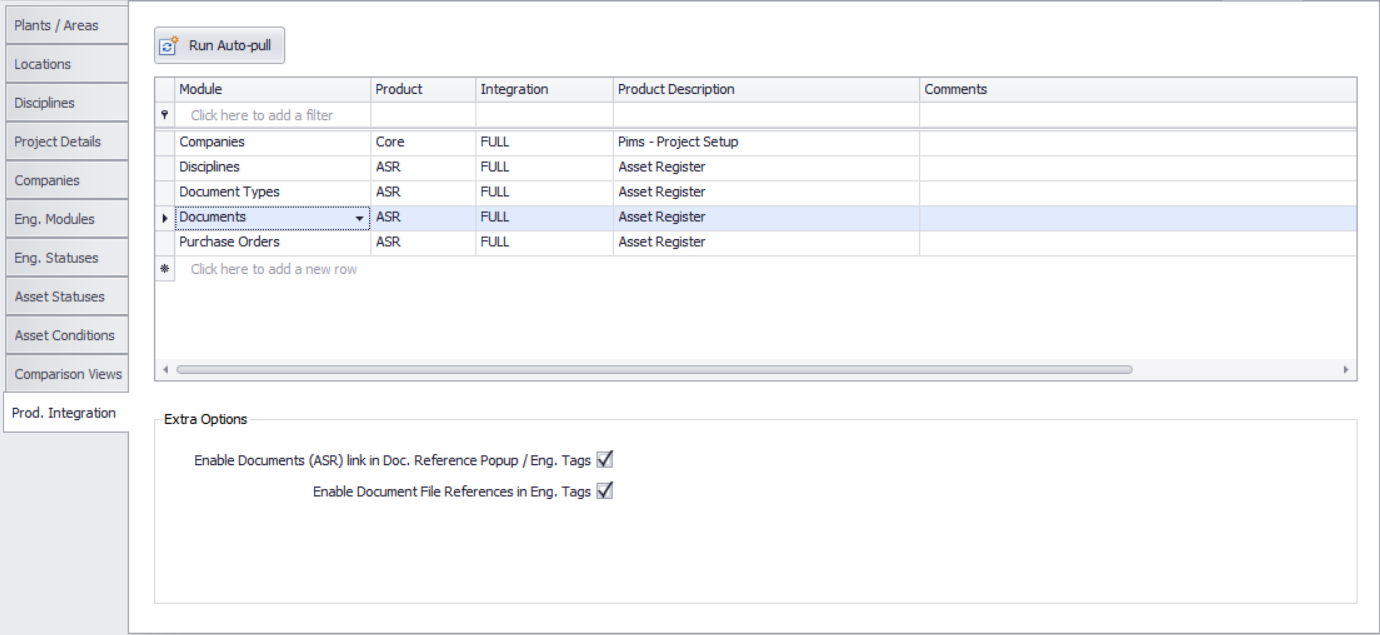 Plants / Areas
Locations
Disciplines
Project Details
Companies
Eng. Modules
Eng. Statuses
Asset Statuses
Asset Conditions
Comparison Views
Prod. Integration
Run Auto-pull
Module Product Integration Product Description Comments
Click here to add a filter
Companies Core FULL Pims - Project Setup
Disciplines ASR FULL Asset Register
Document Types ASR FULL Asset Register
Documents ASR FULL Asset Register
Purchase Orders ASR FULL Asset Register
Click here to add a new row
Extra Options
Enable Documents (ASR) link in Doc. Reference Popup / Eng. Tags
Enable Document File References in Eng. Tags